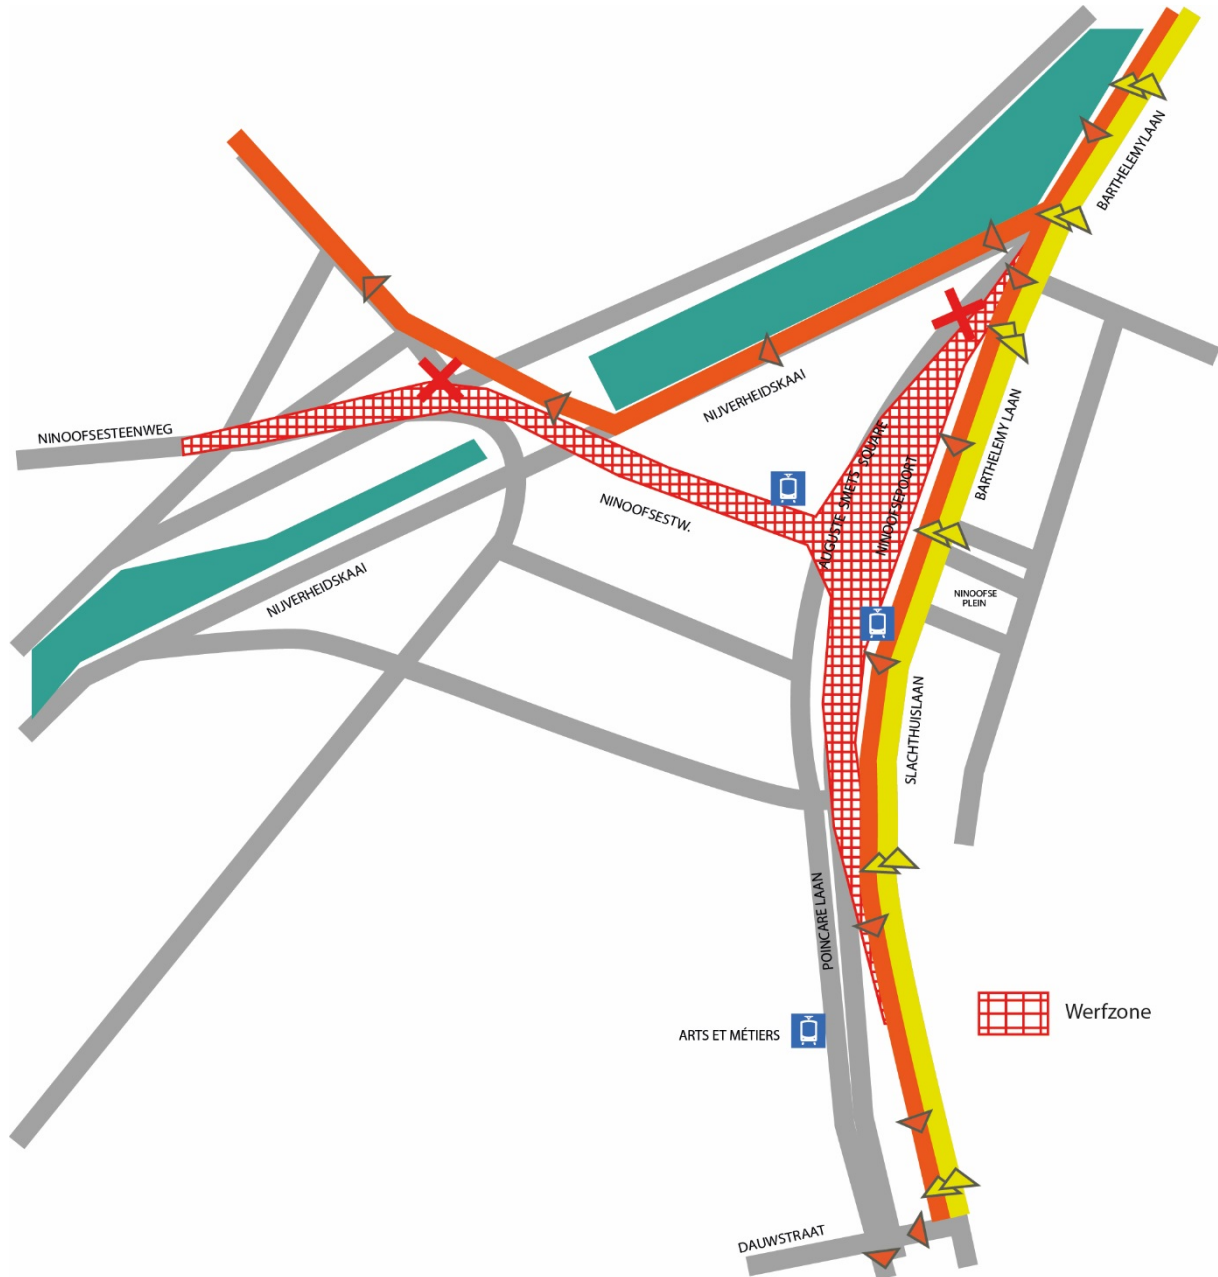 BARTHELEMYLAAN
NIJVERHEIDSKAAI
NINOOFSESTEENWEG
AUGUSTE SMETS SQUARE
NINOOFSEPOORT
BARTHELEMY LAAN
NINOOFSESTW.
NIJVERHEIDSKAAI
NINOOFSE
PLEIN
SLACHTHUISLAAN
POINCARE LAAN
Werfzone
ARTS ET MÉTIERS
DAUWSTRAAT